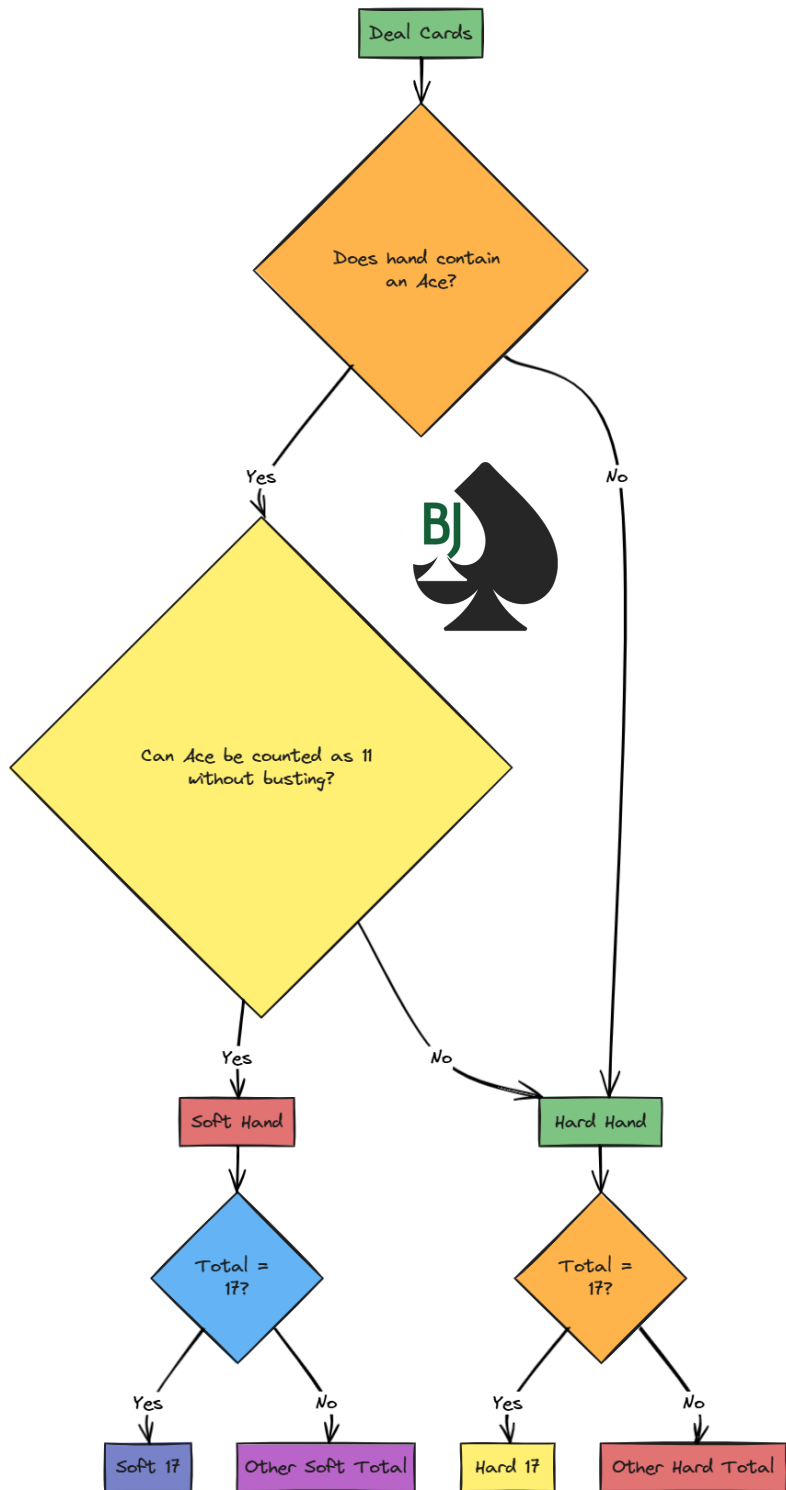 Deal Cards
Does hand contain
an Ace?
Yes
No
BJ
Can Ace be counted as 11
without busting?
Yes
No
Soft Hand
Hard Hand
Total =
17?
Total =
17?
Yes
No
Yes
No
Soft 17
Other Soft Total
Hard 17
Other Hard Total